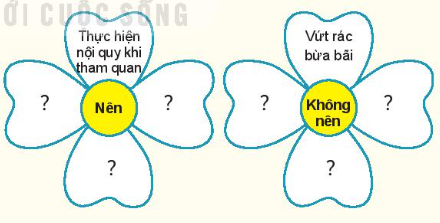 ỚI CUỘC SỐNG
Thực hiện
nội quy khi
tham quan
?
Nên
?
?
Vứt rác
bừa bãi
?
Không
nên
?
?